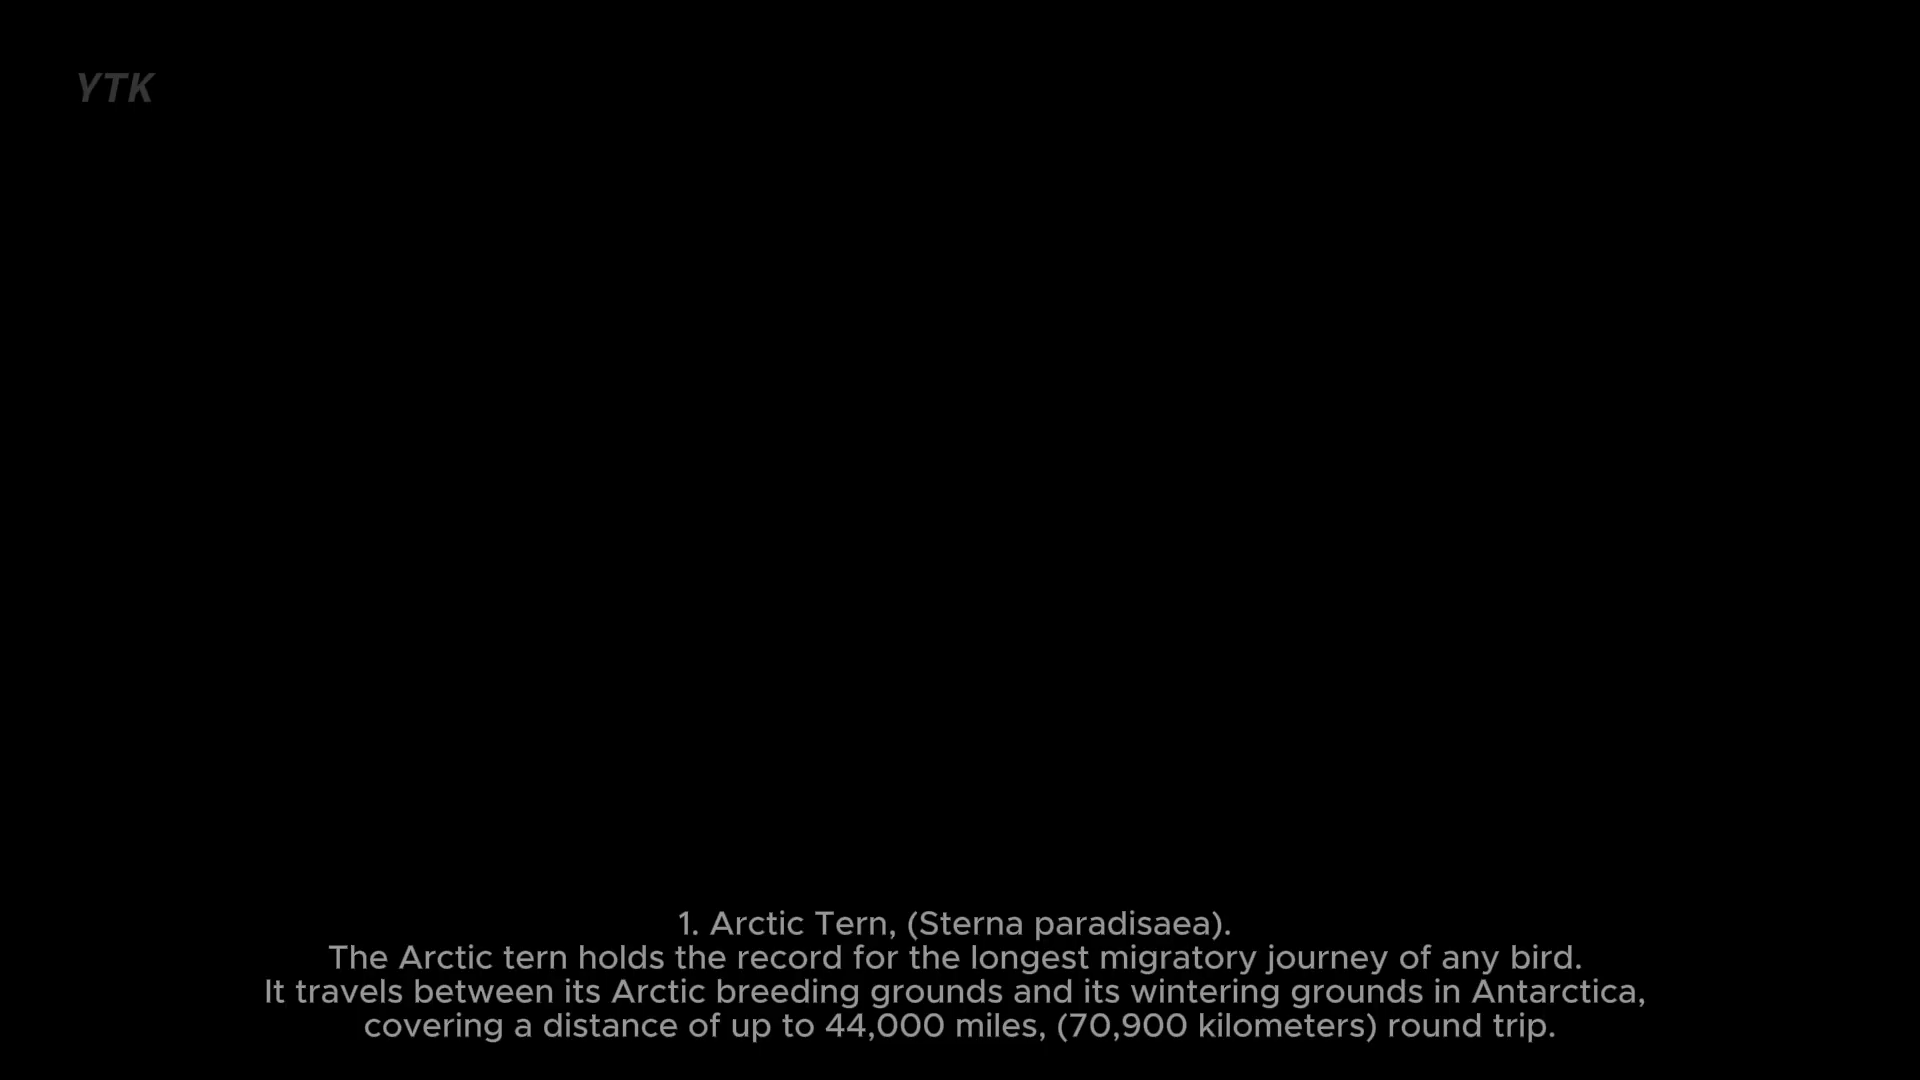 YTK
1. Arctic Tern, (Sterna paradisaea).
The Arctic tern holds the record for the longest migratory journey of any bird.
It travels between its Arctic breeding grounds and its wintering grounds in Antarctica,
covering a distance of up to 44,000 miles, (70,900 kilometers) round trip.